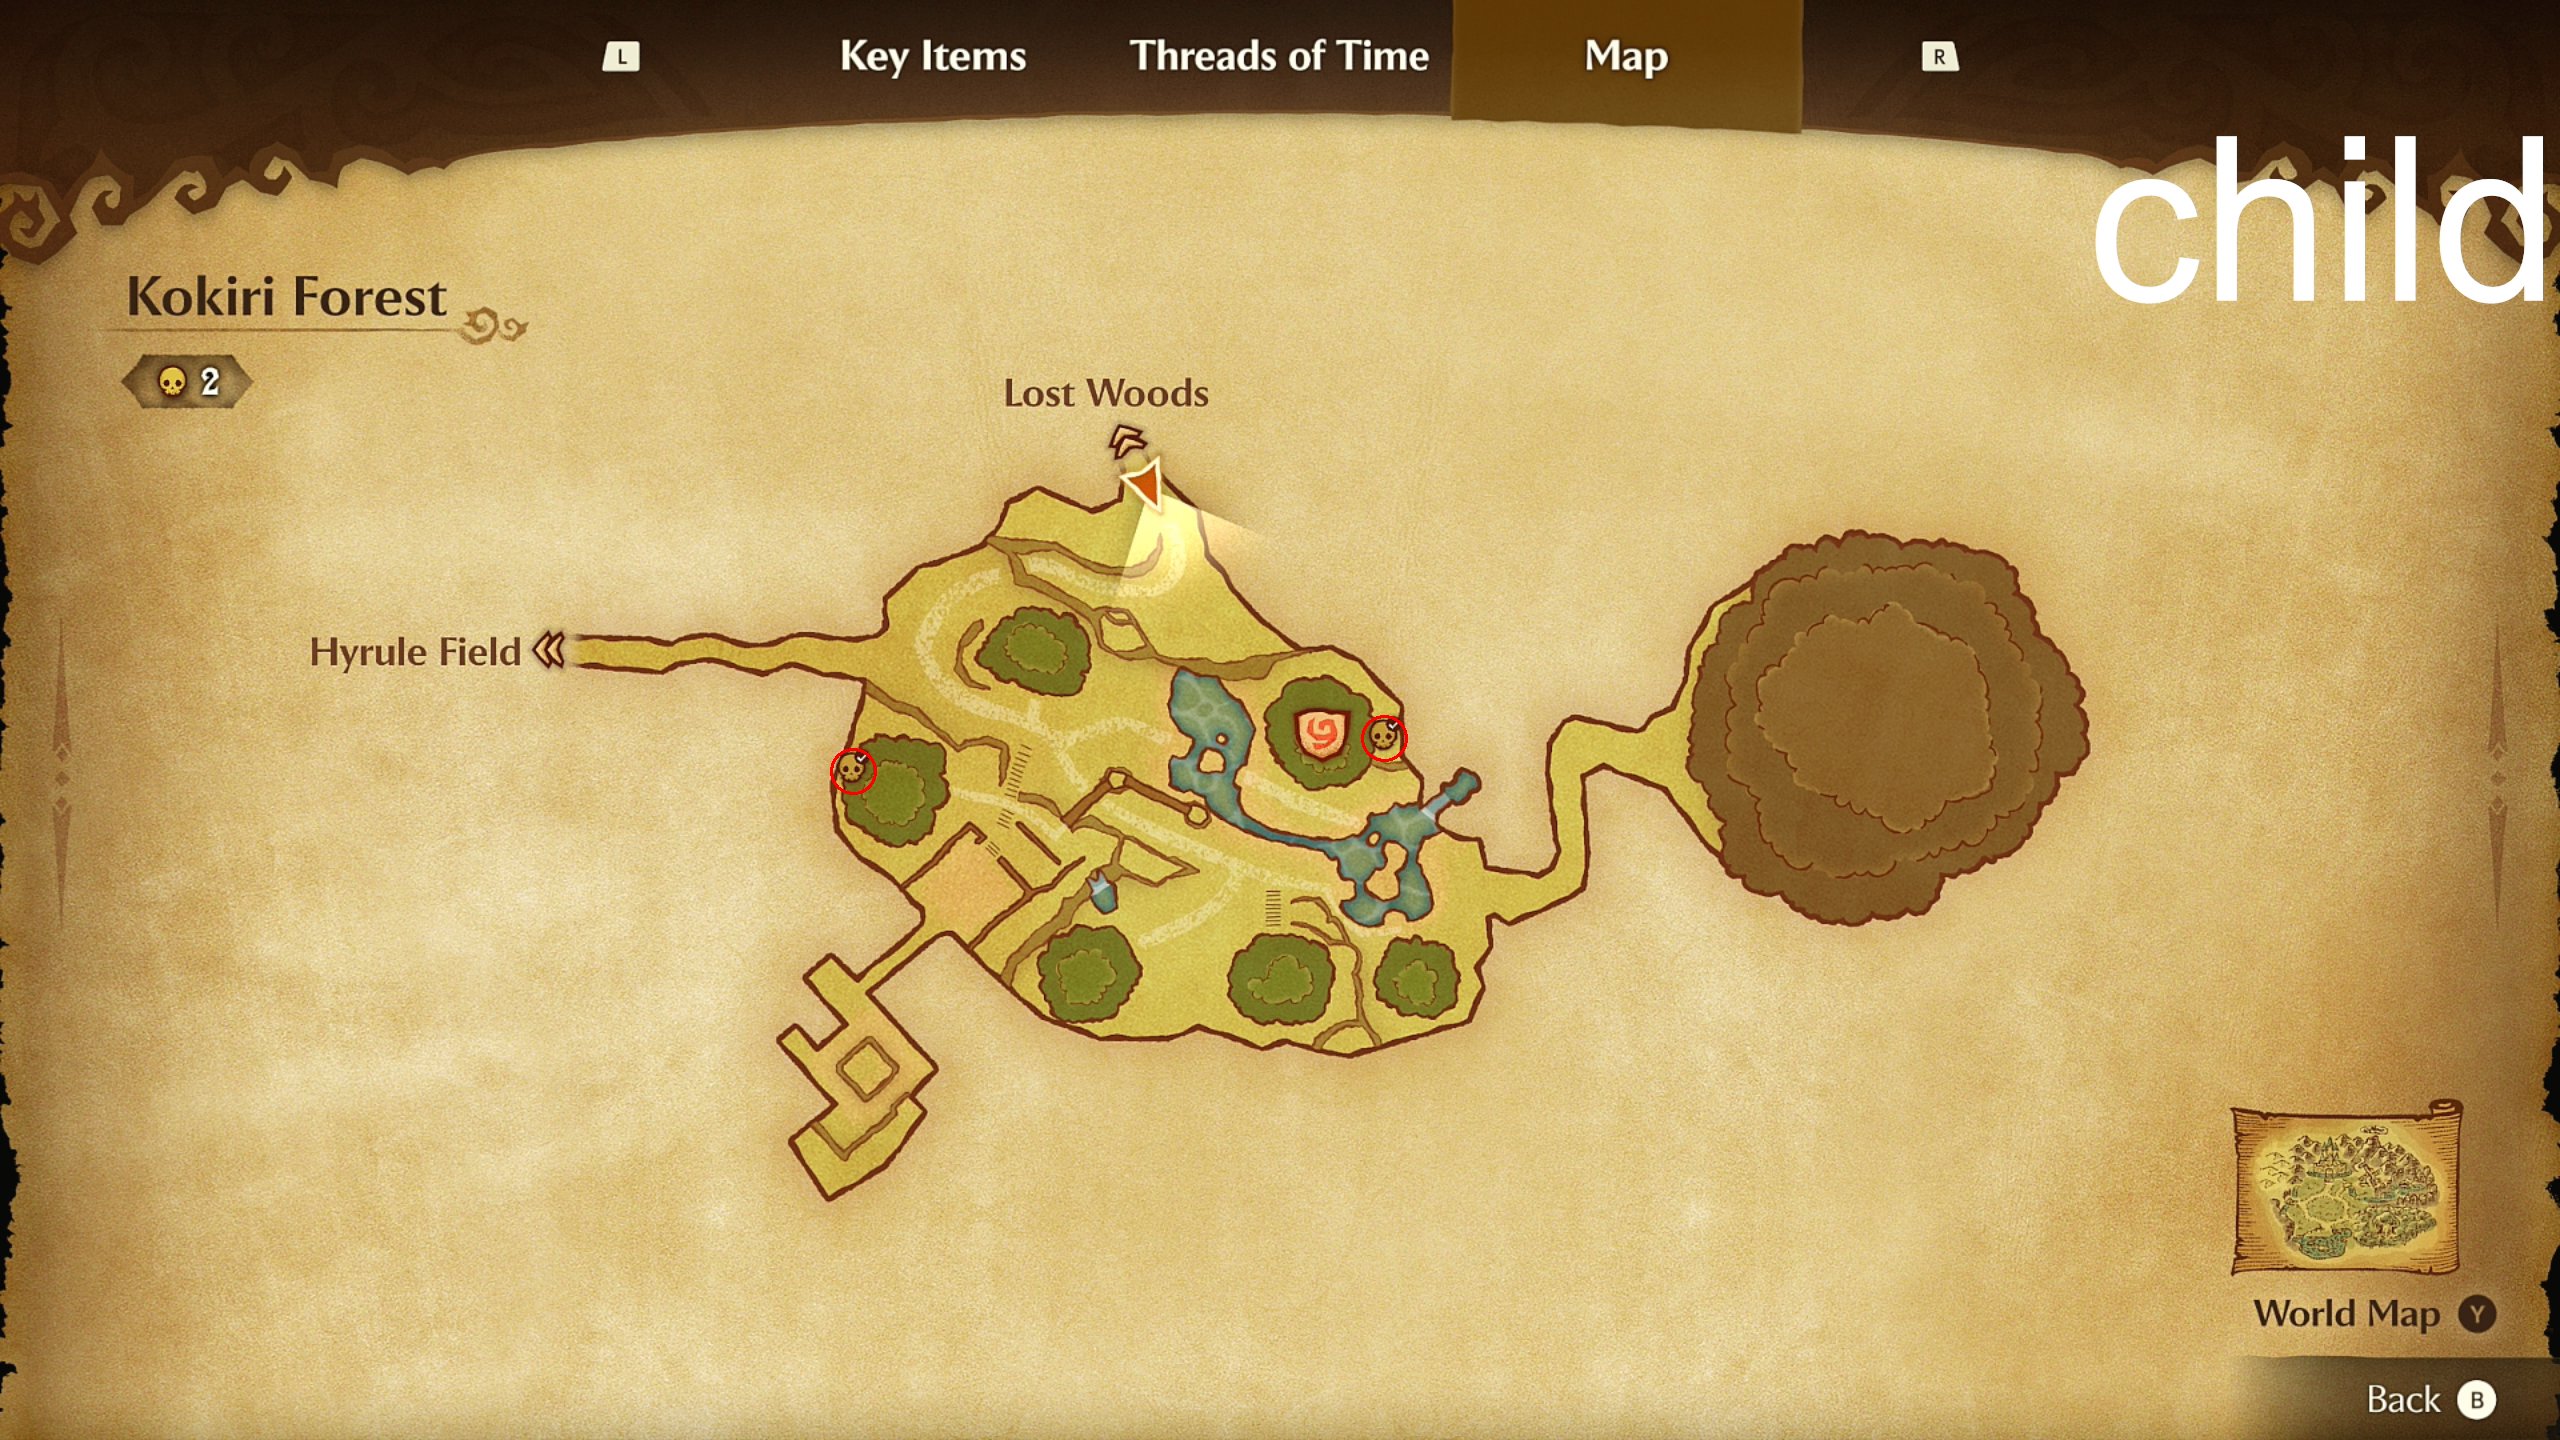 L Key Items Threads of Time Map R
child
Kokiri Forest
2
Lost Woods
Hyrule Field
World Map Y
Back B